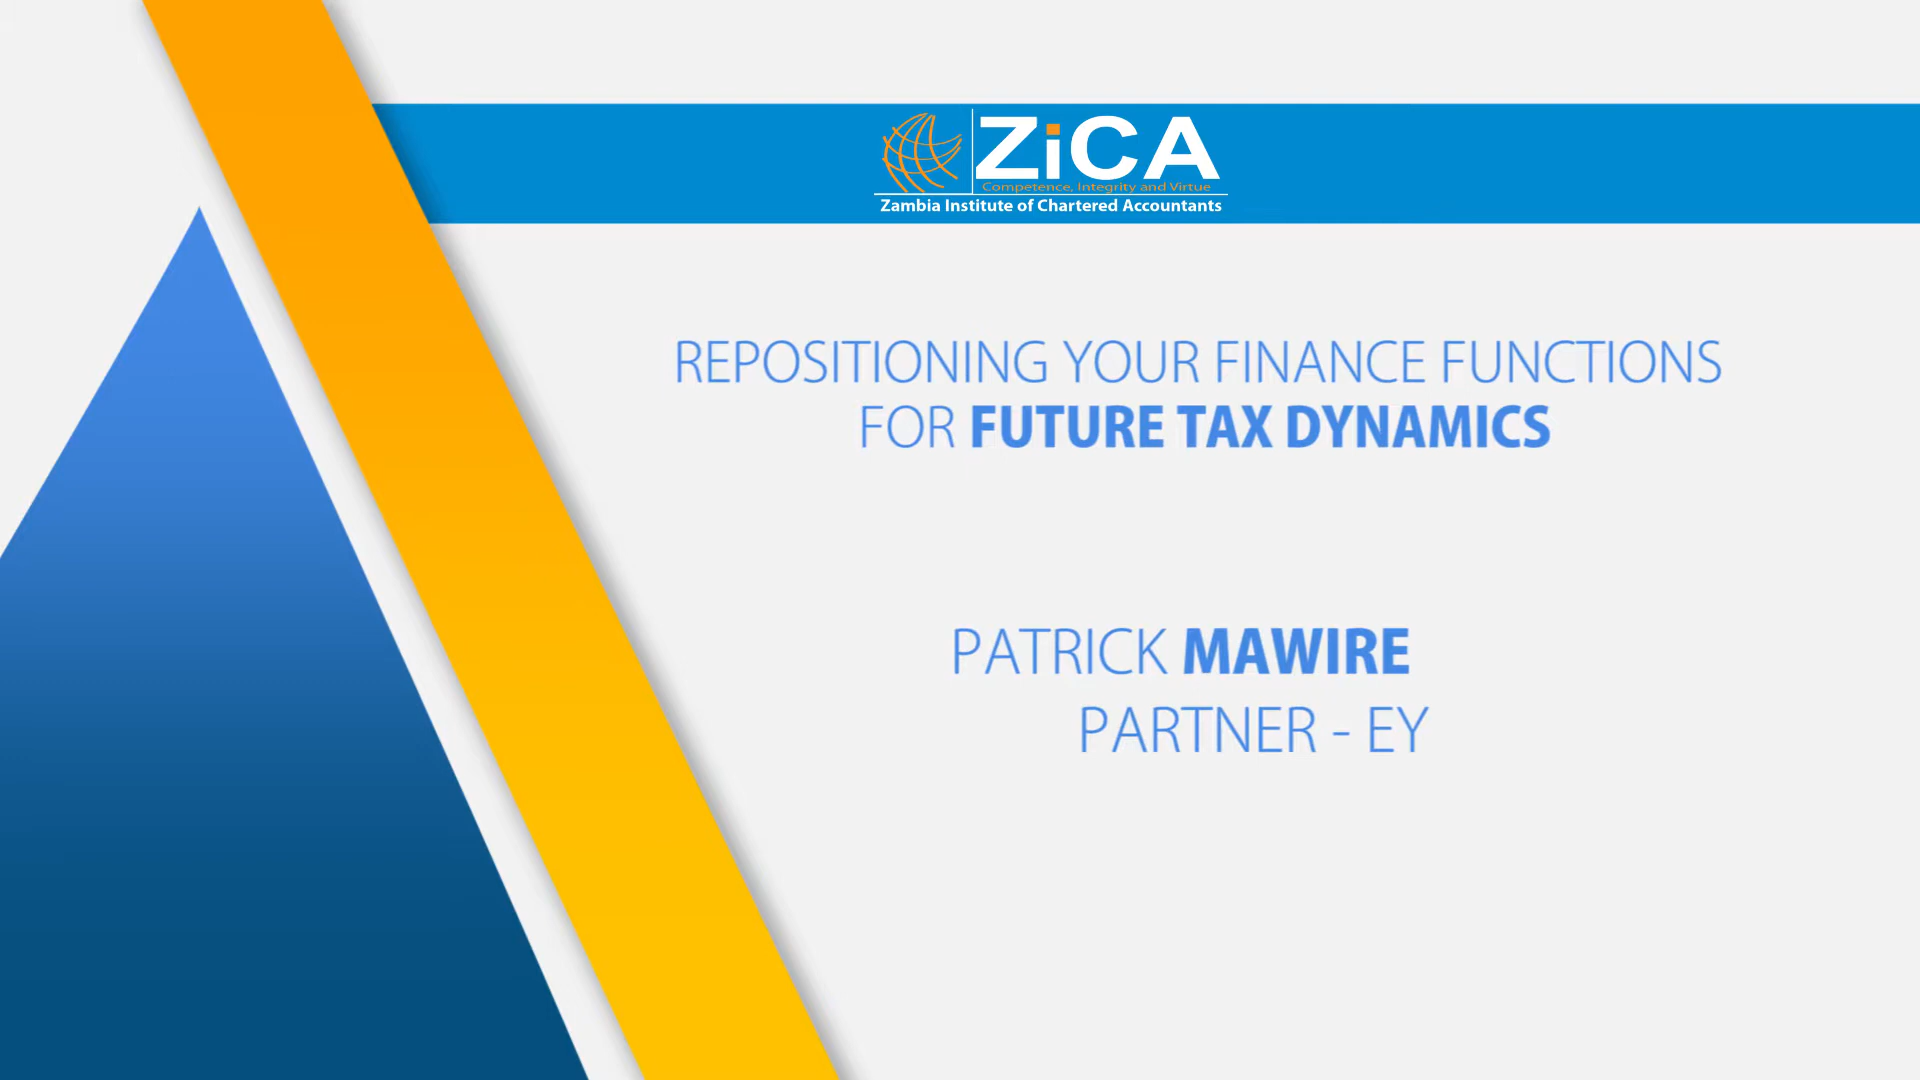 ZiCA
Competence, Integrity and Virtue
Zambia Institute of Chartered Accountants
REPOSITIONING YOUR FINANCE FUNCTIONS
FOR FUTURE TAX DYNAMICS
PATRICK MAWIRE
PARTNER - EY